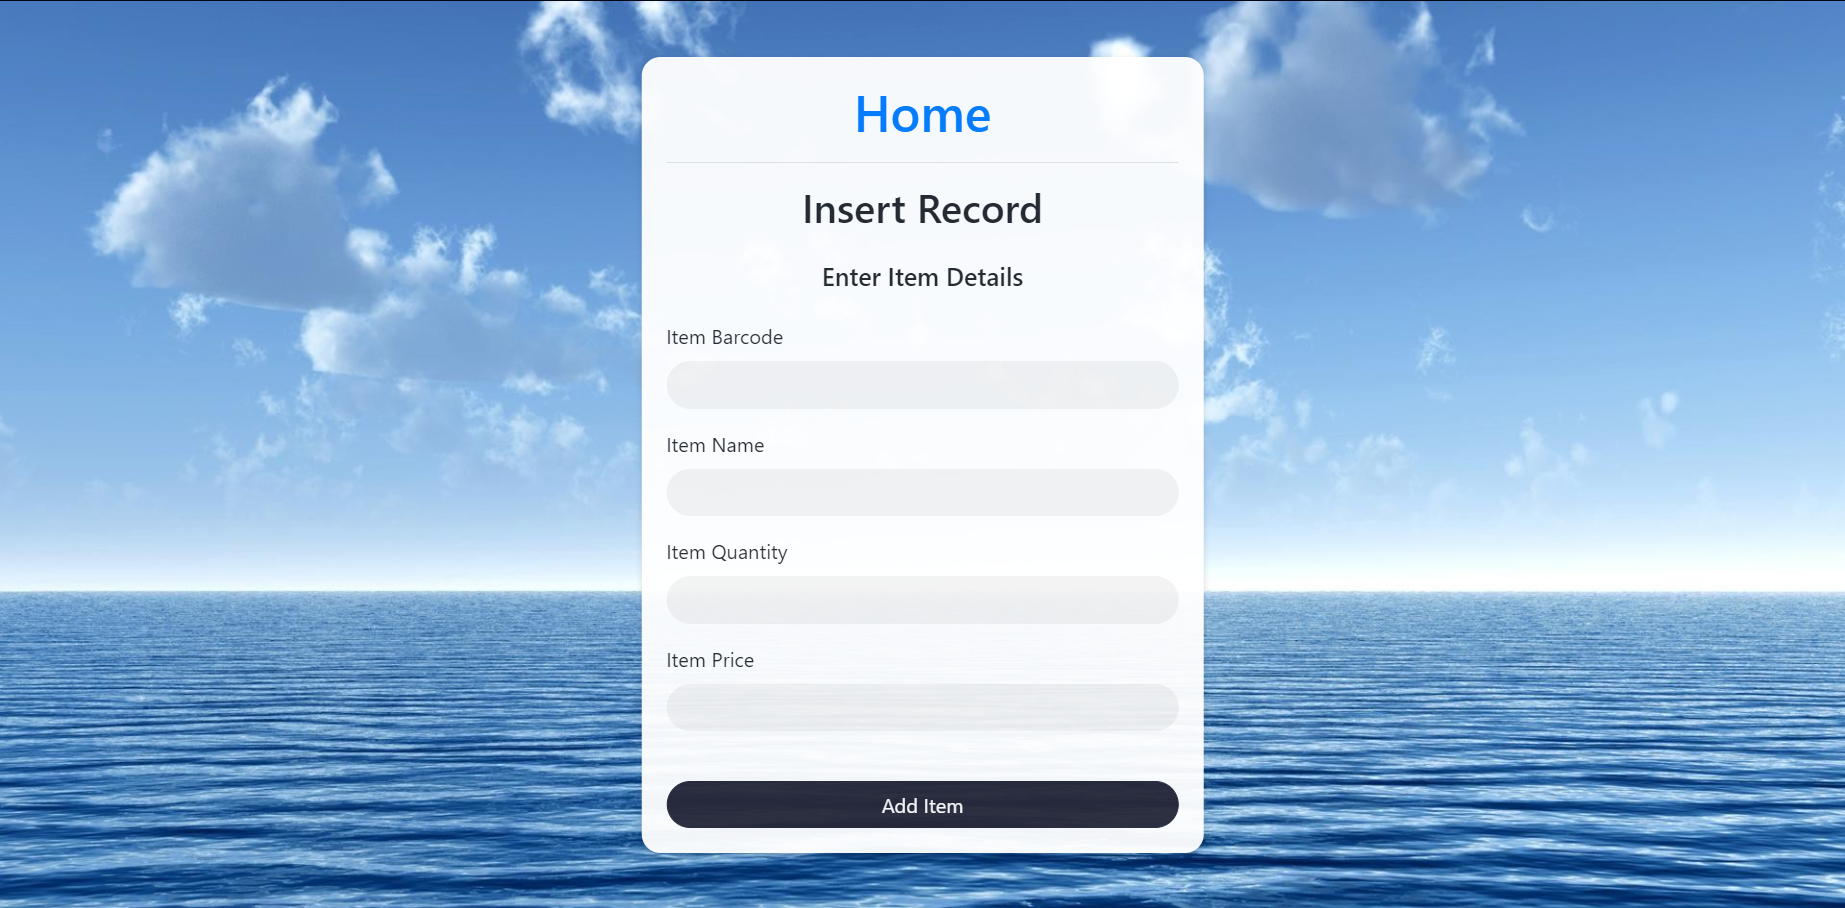 Home
Insert Record
Enter Item Details
Item Barcode
Item Name
Item Quantity
Item Price
Add Item